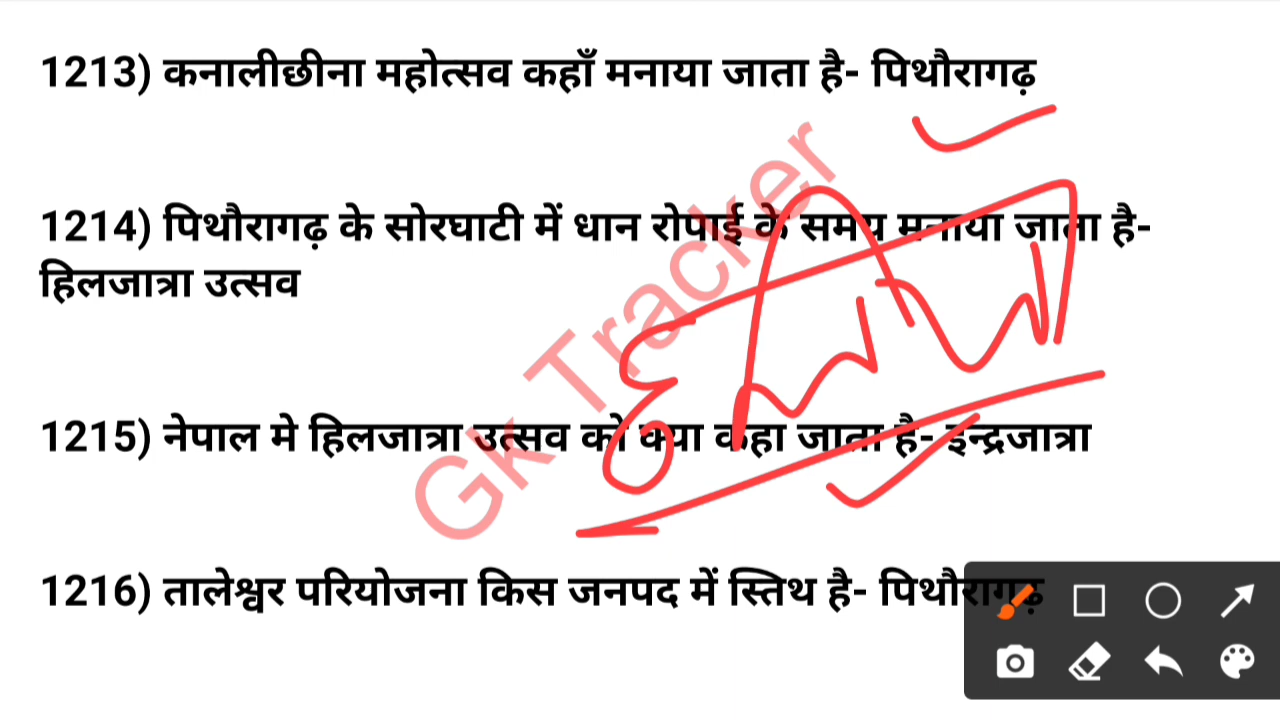 1213) कनालीछीना महोत्सव कहाँ मनाया जाता है- पिथौरागढ़
1214) पिथौरागढ़ के सोरघाटी में धान रोपाई के समय मनाया जाता है-
हिलजात्रा उत्सव
Gk Tracker
1215) नेपाल मे हिलजात्रा उत्सव को क्या कहा जाता है- इन्द्रजात्रा
1216) तालेश्वर परियोजना किस जनपद में स्तिथ है- पिथौरागढ़